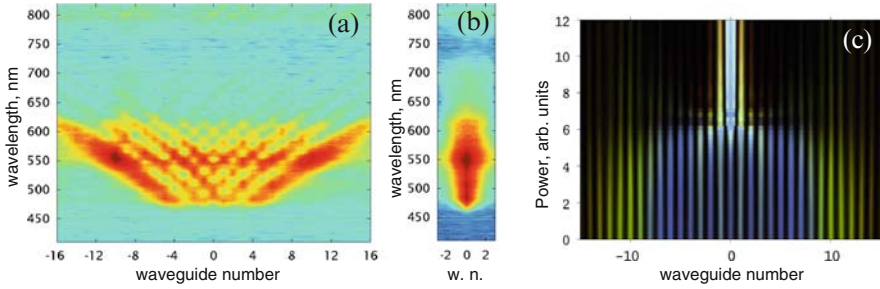 (a)
wavelength, nm
800
750
700
650
600
550
500
450
-16 -12 -8 -4 0 4 8 12 16
waveguide number
(b)
wavelength, nm
800
750
700
650
600
550
500
450
-2 0 2
w. n.
(c)
Power, arb. units
12
10
8
6
4
2
0
−10 0 10
waveguide number